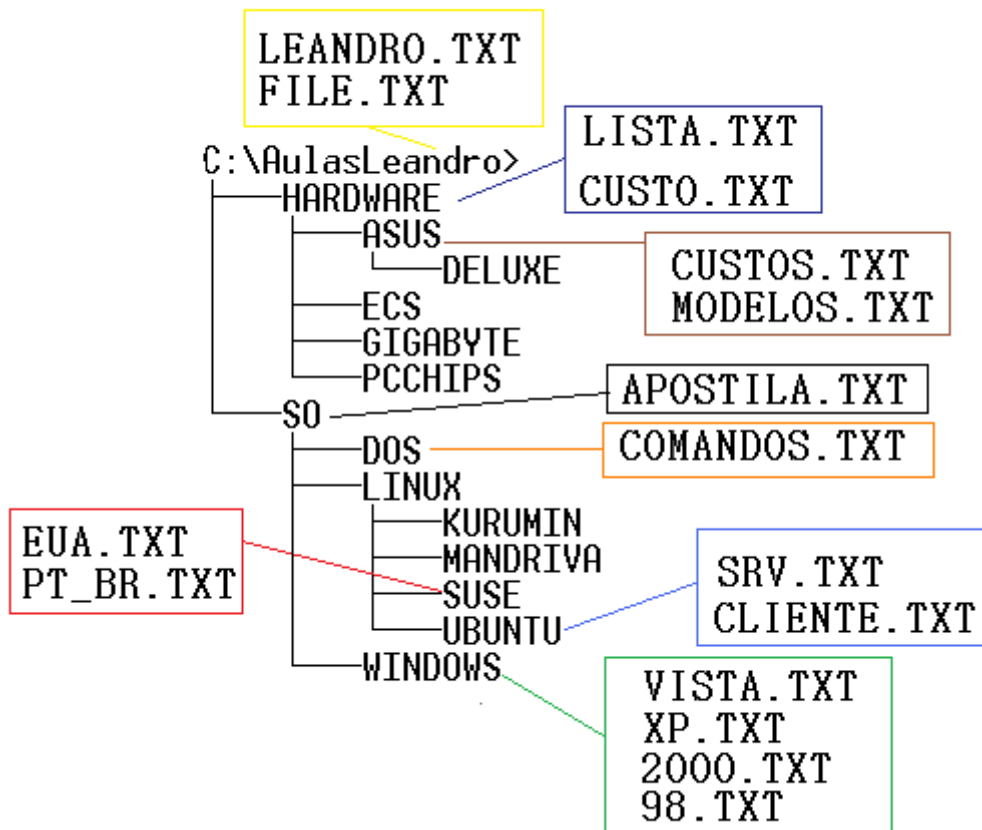 LEANDRO.TXT
FILE.TXT
C:\AulasLeandro>
HARDWARE
LISTA.TXT
CUSTO.TXT
ASUS
DELUXE
CUSTOS.TXT
MODELOS.TXT
ECS
GIGABYTE
PCCHIPS
SO
APOSTILA.TXT
DOS
COMANDOS.TXT
LINUX
KURUMIN
MANDRIVA
SUSE
EUA.TXT
PT_BR.TXT
UBUNTU
SRV.TXT
CLIENTE.TXT
WINDOWS
VISTA.TXT
XP.TXT
2000.TXT
98.TXT